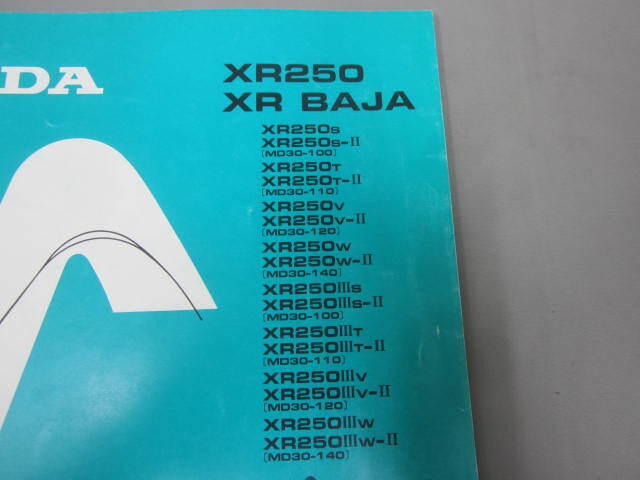 DA
XR250
XR BAJA
XR250S
XR250S-II
(MD30-100)
XR250T
XR250T-II
(MD30-110)
XR250V
XR250V-II
(MD30-120)
XR250W
XR250W-II
(MD30-140)
XR250IIIS
XR250IIIS-II
(MD30-100)
XR250IIIT
XR250IIIT-II
(MD30-110)
XR250IIIV
XR250IIIV-II
(MD30-120)
XR250IIIW
XR250IIIW-II
(MD30-140)